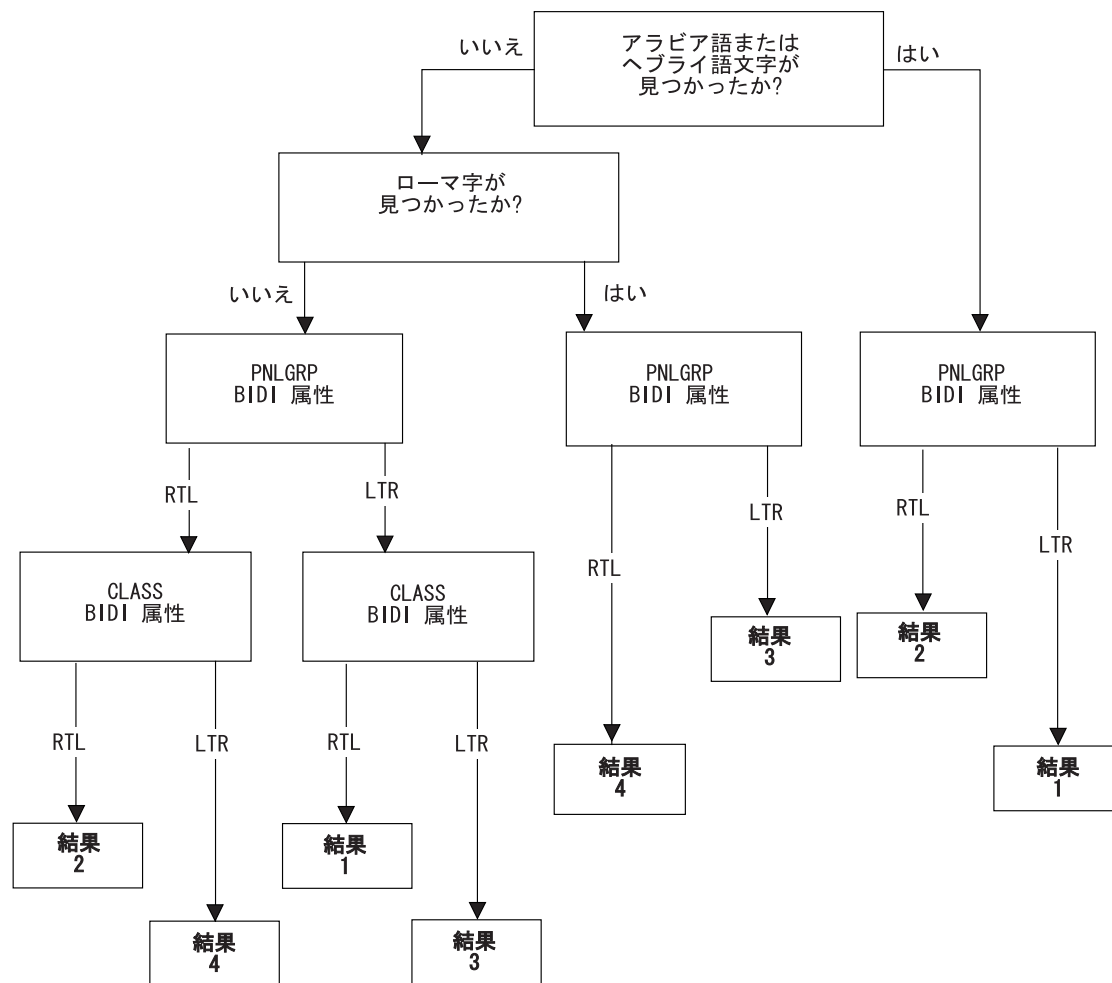 いいえ
アラビア語または
ヘブライ語文字が
見つかったか?
はい
ローマ字が
見つかったか?
いいえ
はい
PNLGRP
BIDI 属性
PNLGRP
BIDI 属性
PNLGRP
BIDI 属性
RTL
LTR
RTL
LTR
RTL
LTR
CLASS
BIDI 属性
CLASS
BIDI 属性
結果
3
結果
2
RTL
LTR
RTL
LTR
結果
4
結果
1
結果
2
結果
1
結果
4
結果
3